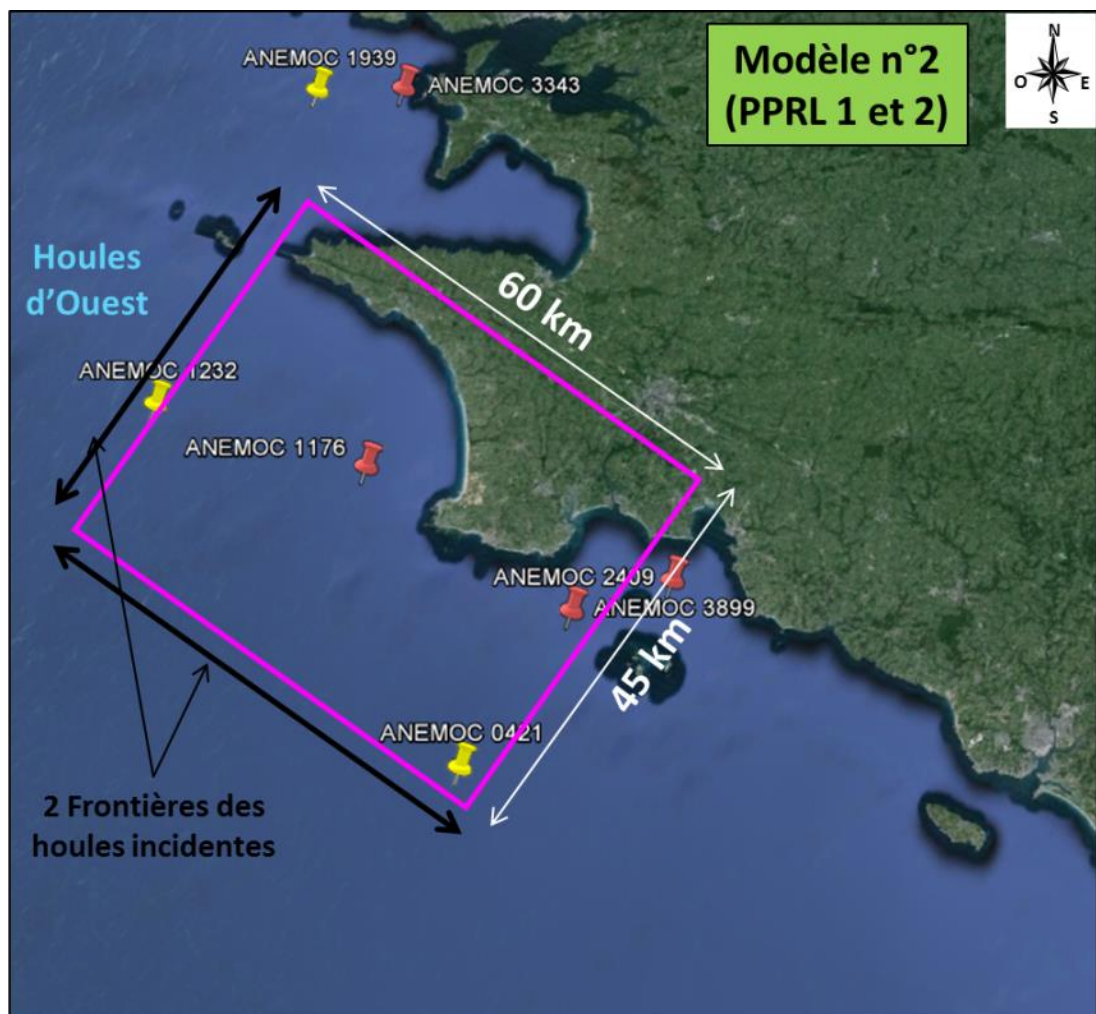 ANEMOC 1939
ANEMOC 3343
Modèle n°2
(PPRL 1 et 2)
N
O
E
S
Houles
d’Ouest
60 km
ANEMOC 1232
ANEMOC 1176
ANEMOC 2409
ANEMOC 3899
45 km
ANEMOC 0421
2 Frontières des
houles incidentes